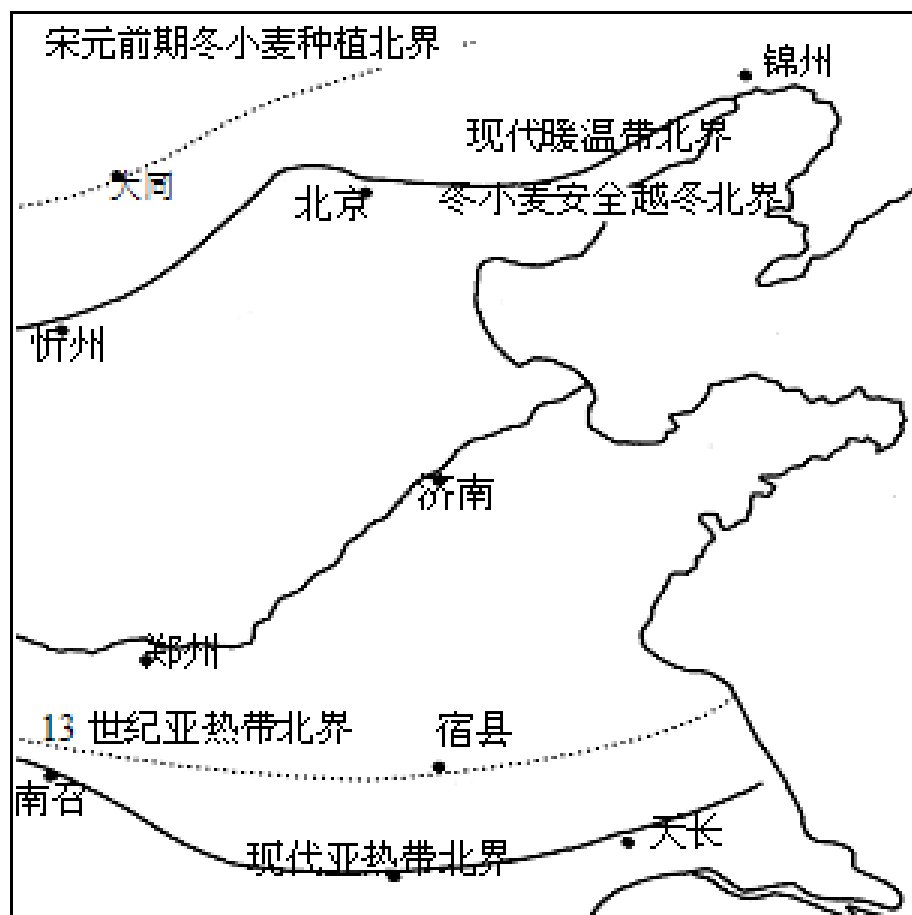 宋元前期冬小麦种植北界
锦州
现代暖温带北界
大同
北京
冬小麦安全越冬北界
忻州
济南
郑州
13 世纪亚热带北界
宿县
南召
天长
现代亚热带北界